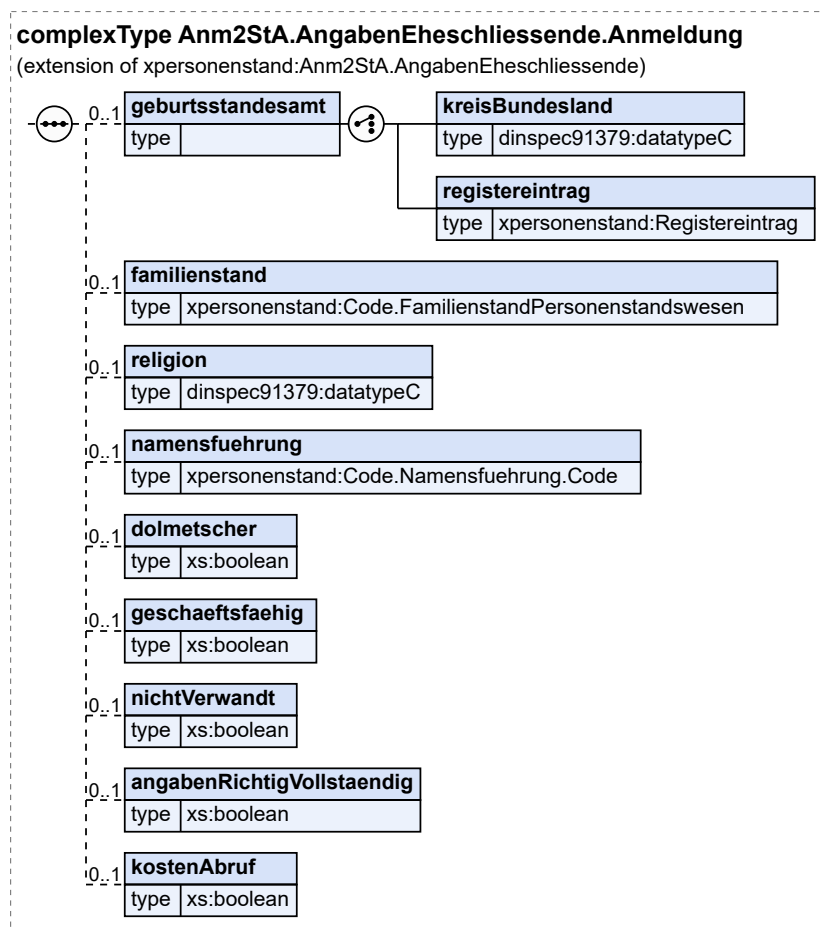 complexType Anm2StA.AngabenEheschliessende.Anmeldung
(extension of xpersonenstand:Anm2StA.AngabenEheschliessende)
0..1 geburtsstandesamt
type
kreisBundesland
type dinspec91379:datatypeC
registereintrag
type xpersonenstand:Registereintrag
0..1 familienstand
type xpersonenstand:Code.FamilienstandPersonenstandswesen
0..1 religion
type dinspec91379:datatypeC
0..1 namensfuehrung
type xpersonenstand:Code.Namensfuehrung.Code
0..1 dolmetscher
type xs:boolean
0..1 geschaeftsfaehig
type xs:boolean
0..1 nichtVerwandt
type xs:boolean
0..1 angabenRichtigVollstaendig
type xs:boolean
0..1 kostenAbruf
type xs:boolean